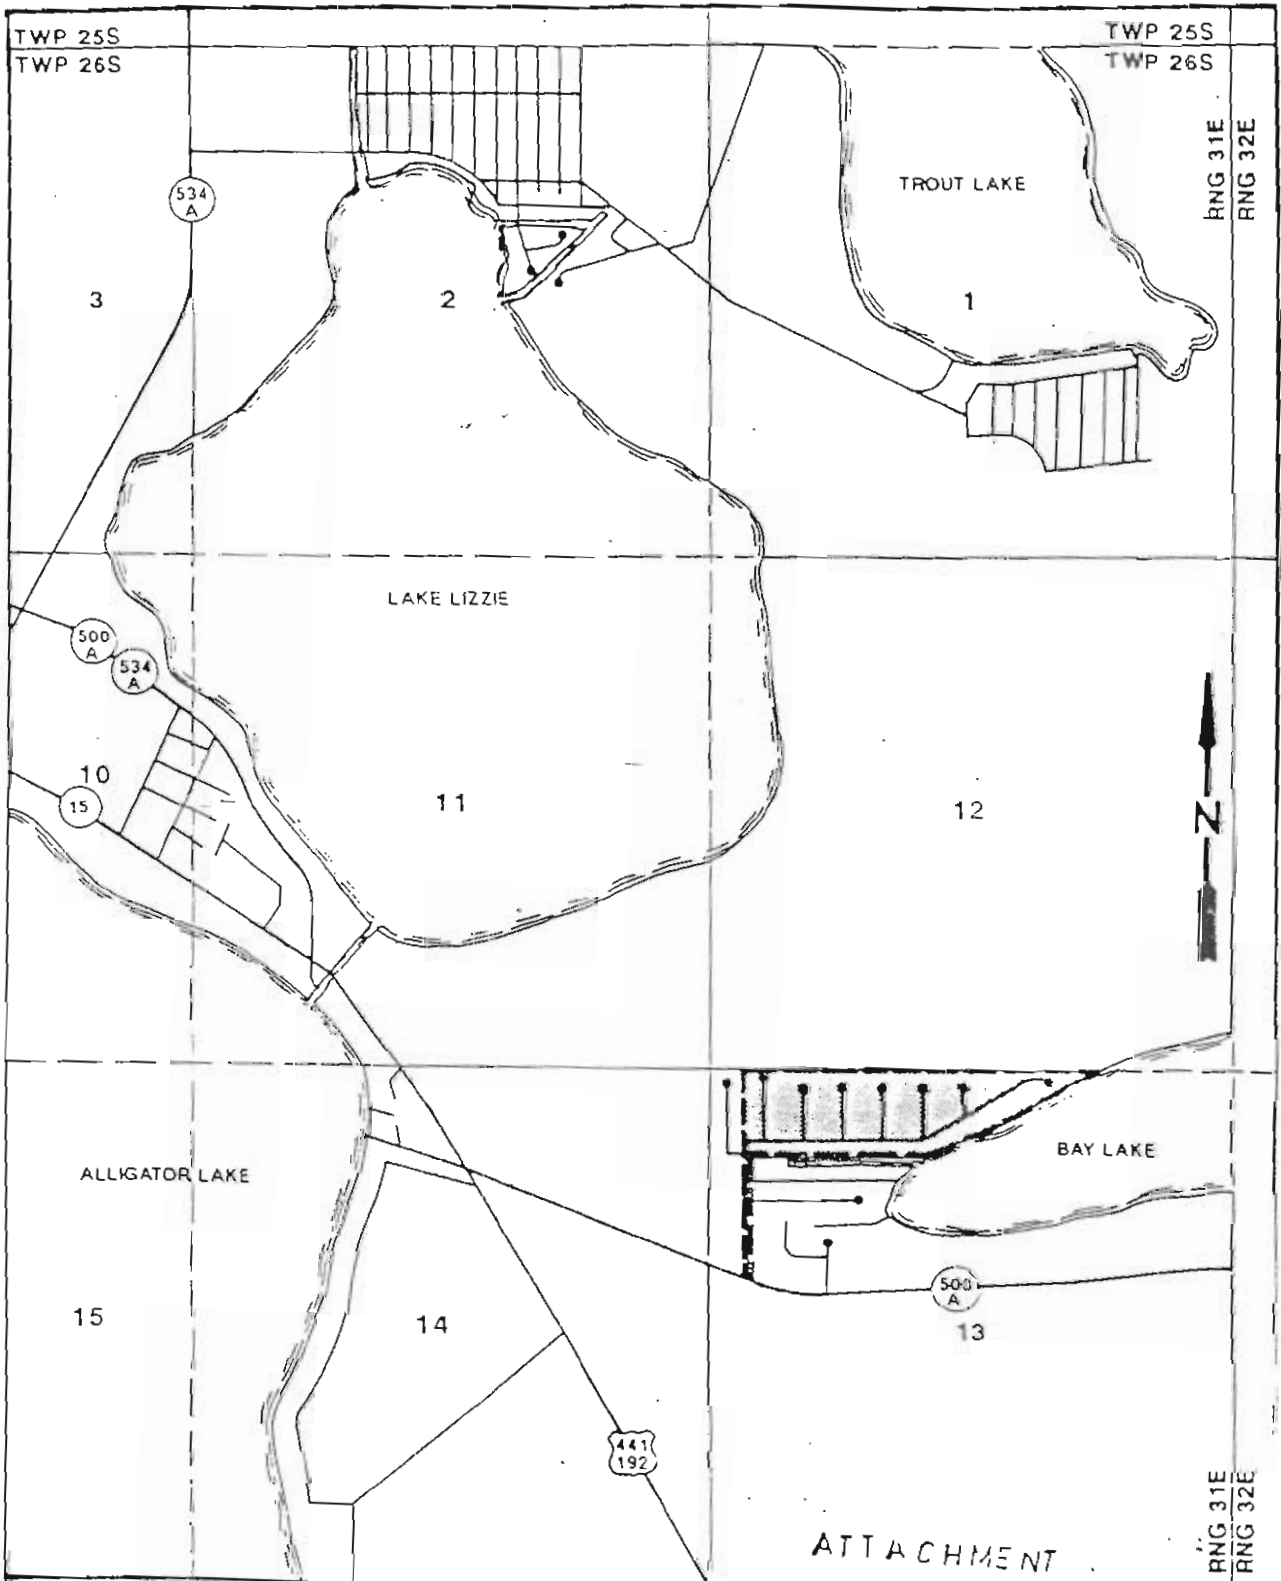 TWP 25S
TWP 25S
TWP 26S
TWP 26S
RNG 31E
RNG 32E
534
A
TROUT LAKE
3
2
1
LAKE LIZZIE
500
A
534
A
10
15
11
12
N
ALLIGATOR LAKE
BAY LAKE
500
A
15
14
13
441
192
RNG 31E
RNG 32E
ATTACHMENT